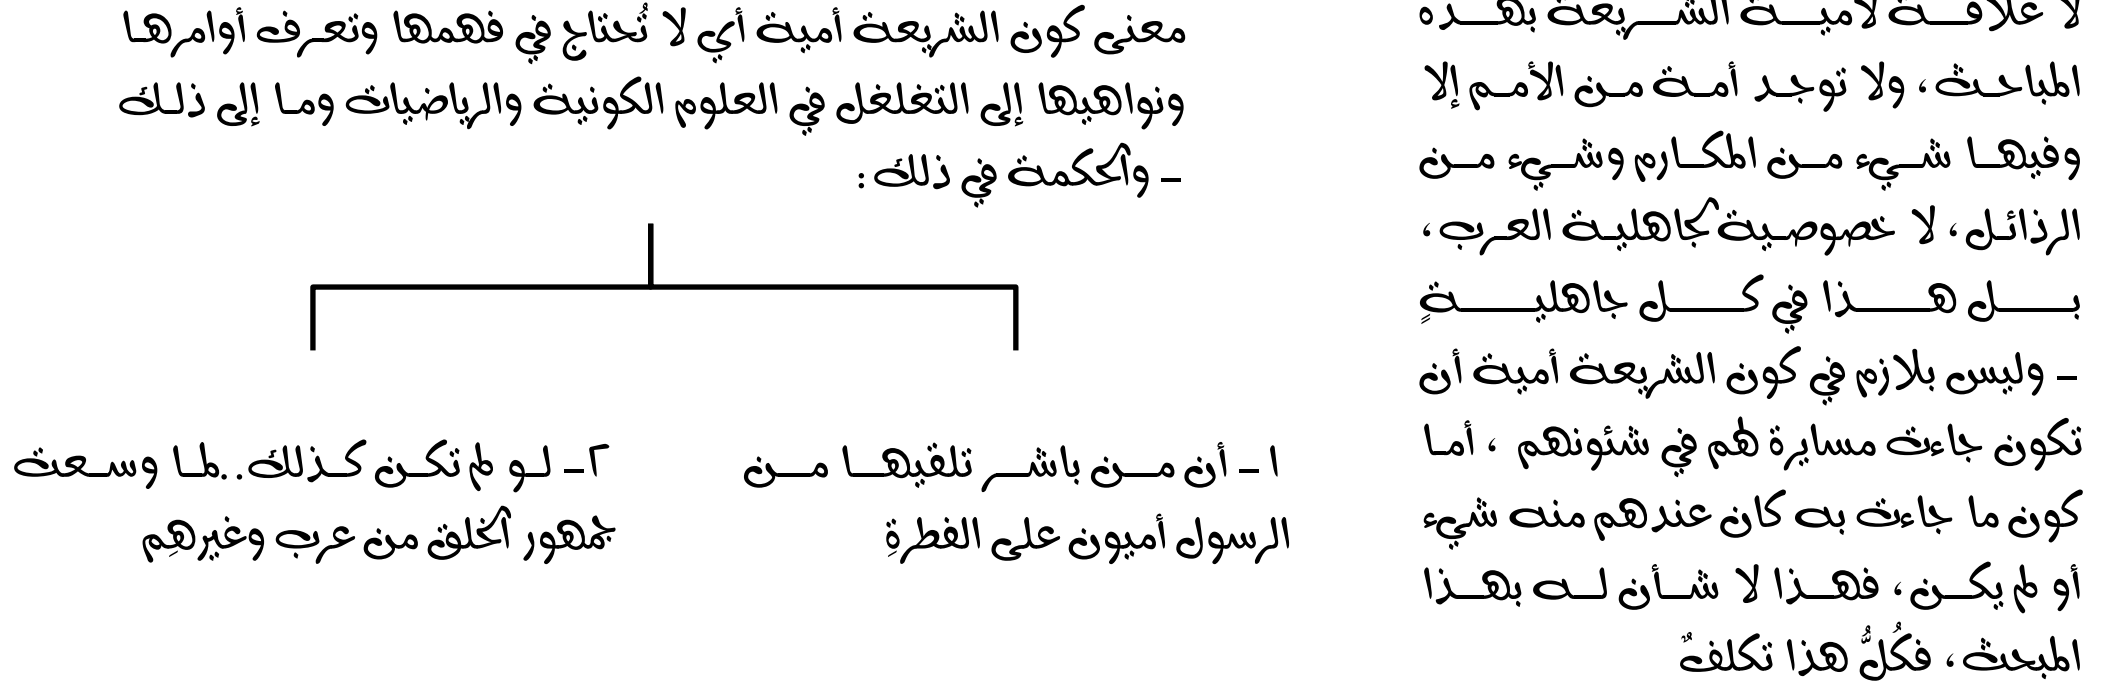 لا علاقة لأمية الشريعة بهذه
المباحث، ولا توجد أمة من الأمم إلا
وفيها شيء من المكارم وشيء من
الرذائل، لا خصوصية لجاهلية العرب،
بل هذا في كل جاهليةٍ
- وليس بلازم في كون الشريعة أمية أن
تكون جاءت مسايرة لهم في شئونهم ، أما
كون ما جاءت به كان عندهم منه شيء
أو لم يكن، فهذا لا شأن له بهذا
المبحث، فكُلُّ هذا تكلفٌ
معنى كون الشريعة أمية أي لا تُحتاج في فهمها وتعرف أوامرها
ونواهيها إلى التغلغل في العلوم الكونية والرياضيات وما إلى ذلك
- والحكمة في ذلك :
١ - أن من باشر تلقيها من
الرسول أميون على الفطرةِ
٢- لو لم تكن كذلك..لما وسعت
جمهور الخلق من عرب وغيرهِم